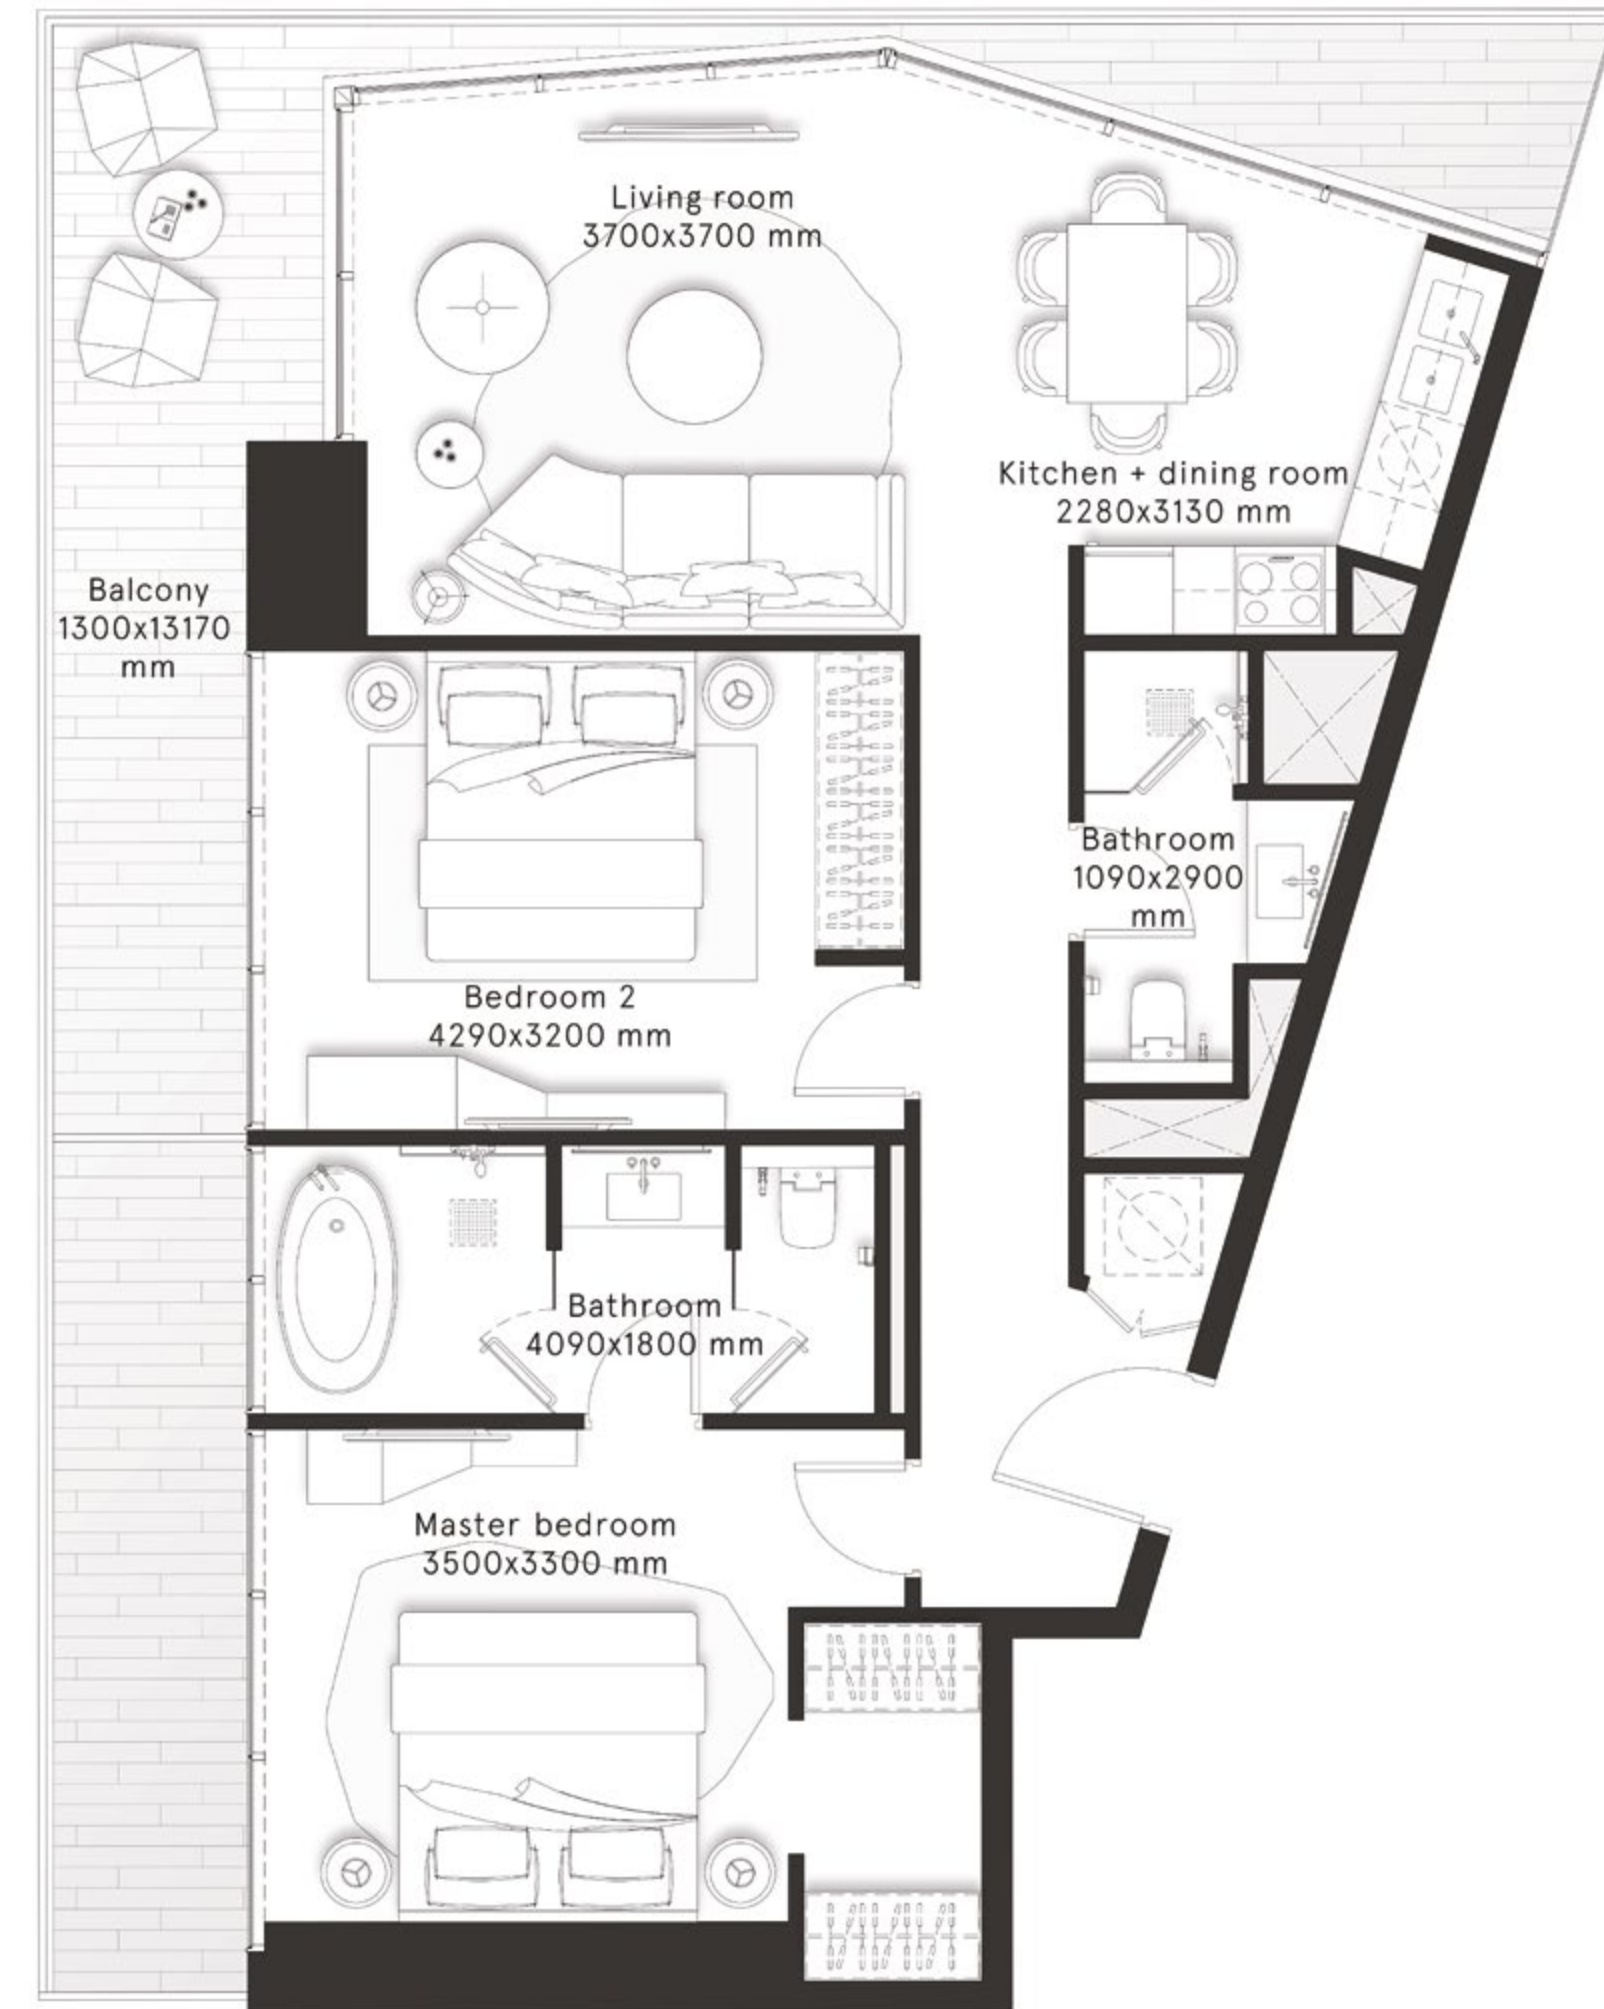 Living room
3700x3700 mm
Kitchen + dining room
2280x3130 mm
Balcony
1300x13170
mm
Bathroom
1090x2900
mm
Bedroom 2
4290x3200 mm
Bathroom
4090x1800 mm
Master bedroom
3500x3300 mm